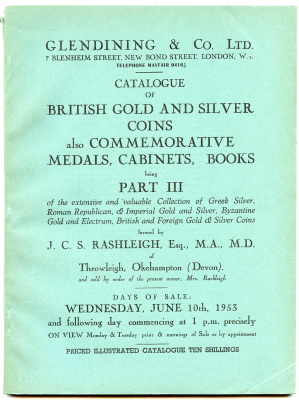 GLENDINING & Co. LTD.
7 BLENHEIM STREET, NEW BOND STREET, LONDON, W.1.
TELEPHONE MAYFAIR
CATALOGUE
OF
BRITISH GOLD AND SILVER
COINS
also COMMEMORATIVE
MEDALS, CABINETS, BOOKS
being
PART III
of the extensive and valuable Collection of Greek Silver,
Roman Republican, & Imperial Gold and Silver, Byzantine
Gold and Electrum, British and Foreign Gold & Silver Coins
formed by
J. C. S. RASHLEIGH, Esq., M.A., M.D.
of
Throwleigh, Okehampton (Devon).
and sold by order of the present owner, Mrs. Rashleigh
DAYS OF SALE:
WEDNESDAY, JUNE 10th, 1953
and following day commencing at 1 p.m. precisely
ON VIEW Monday & Tuesday prior & mornings of Sale or by appointment
PRICED ILLUSTRATED CATALOGUE TEN SHILLINGS